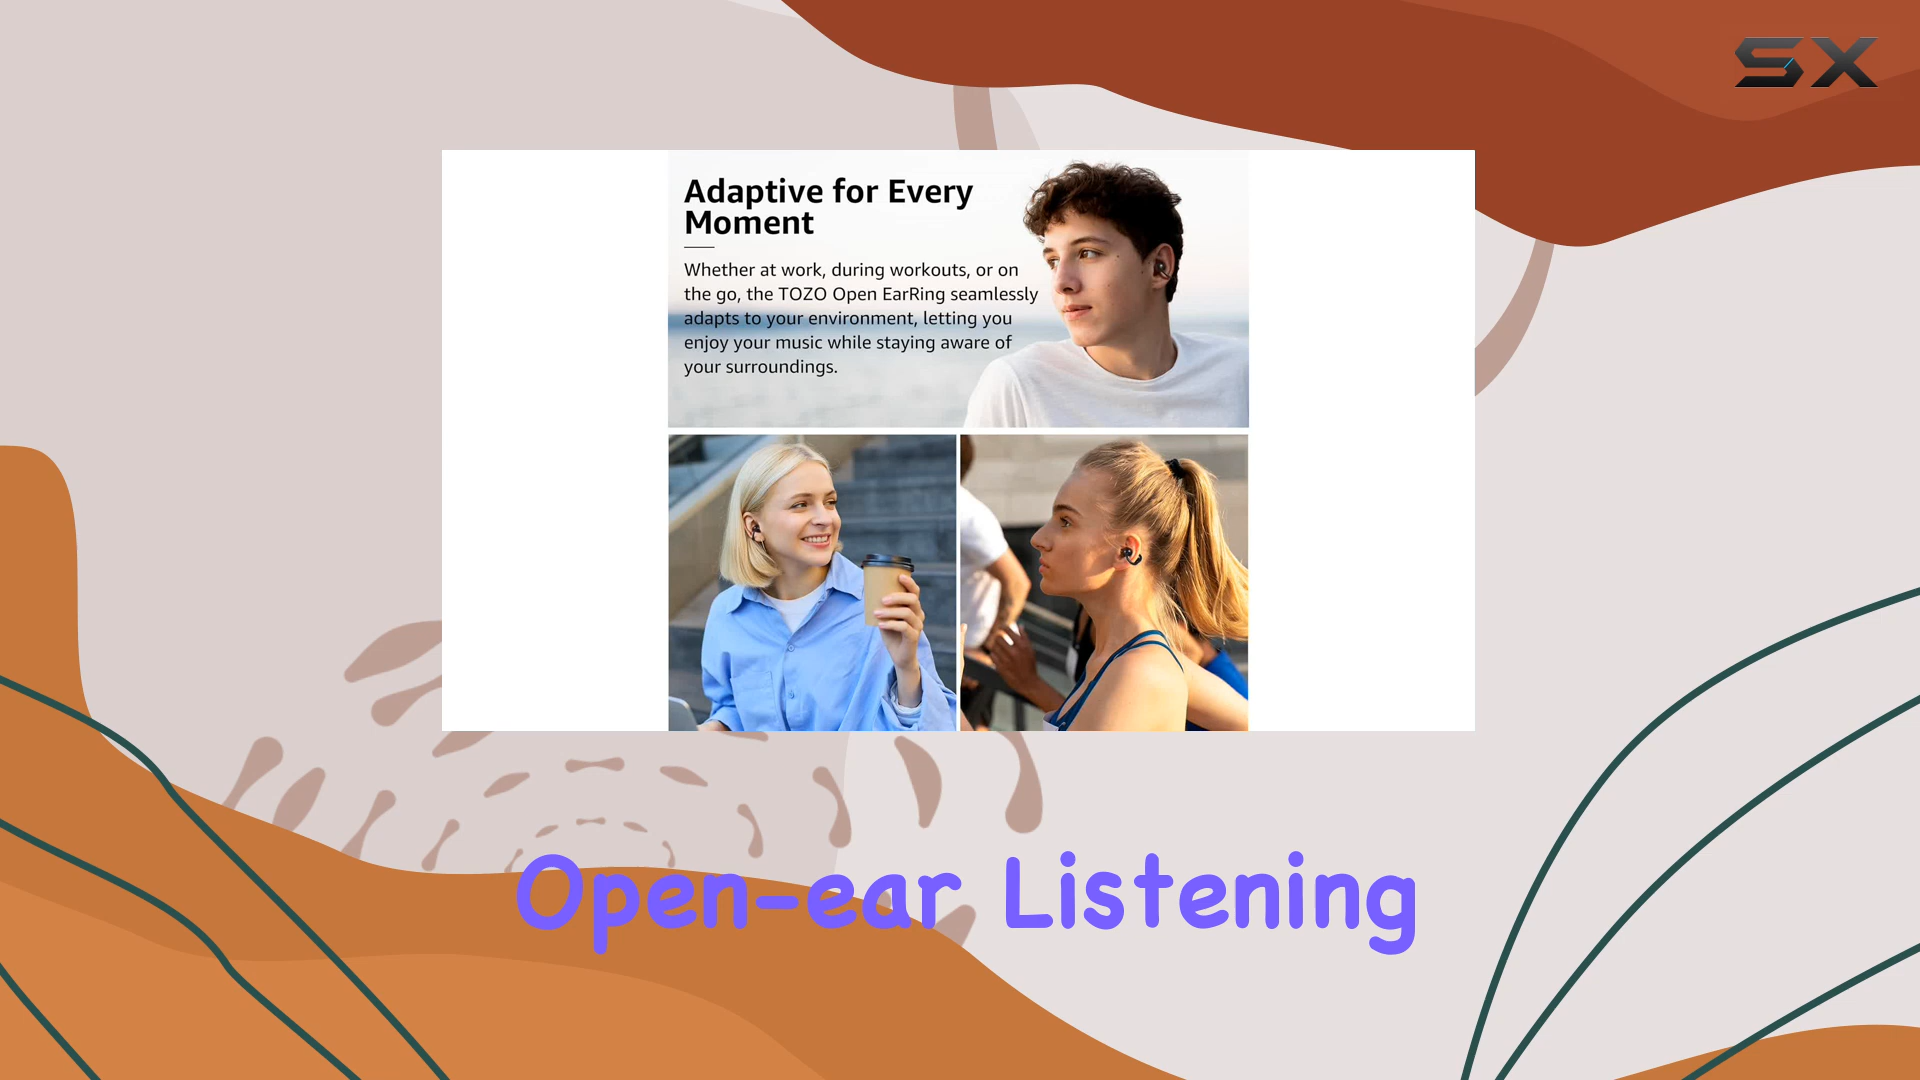 SX
Adaptive for Every
Moment
Whether at work, during workouts, or on
the go, the TOZO Open EarRing seamlessly
adapts to your environment, letting you
enjoy your music while staying aware of
your surroundings.
Open-ear Listening